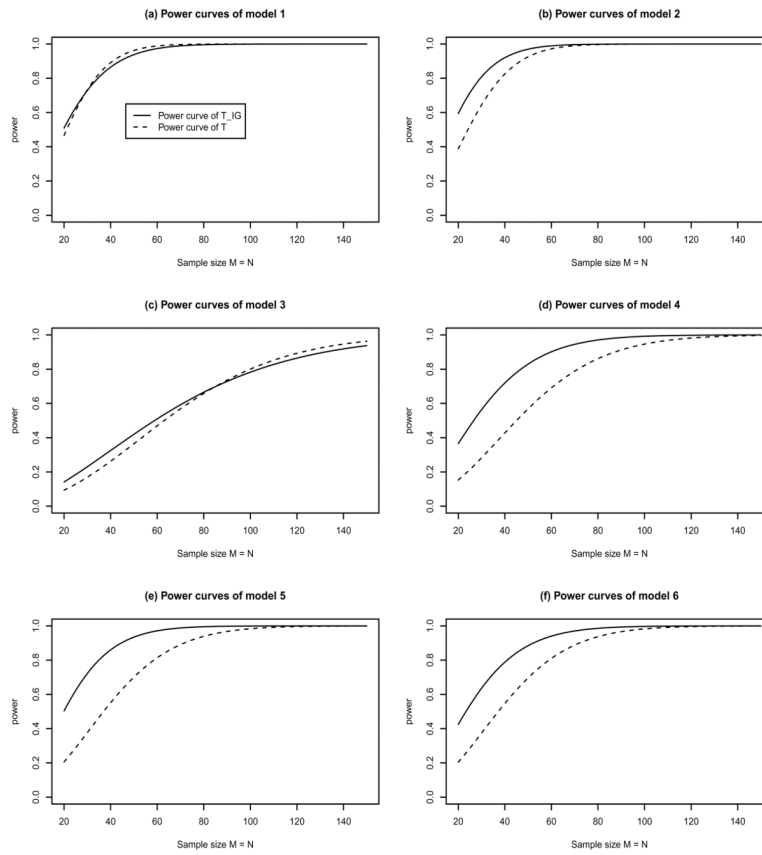 (a) Power curves of model 1
power
1.0
0.8
0.6
0.4
0.2
0.0
Power curve of T_IG
Power curve of T
20 40 60 80 100 120 140
Sample size M = N
(b) Power curves of model 2
power
1.0
0.8
0.6
0.4
0.2
0.0
20 40 60 80 100 120 140
Sample size M = N
(c) Power curves of model 3
power
1.0
0.8
0.6
0.4
0.2
0.0
20 40 60 80 100 120 140
Sample size M = N
(d) Power curves of model 4
power
1.0
0.8
0.6
0.4
0.2
0.0
20 40 60 80 100 120 140
Sample size M = N
(e) Power curves of model 5
power
1.0
0.8
0.6
0.4
0.2
0.0
20 40 60 80 100 120 140
Sample size M = N
(f) Power curves of model 6
power
1.0
0.8
0.6
0.4
0.2
0.0
20 40 60 80 100 120 140
Sample size M = N